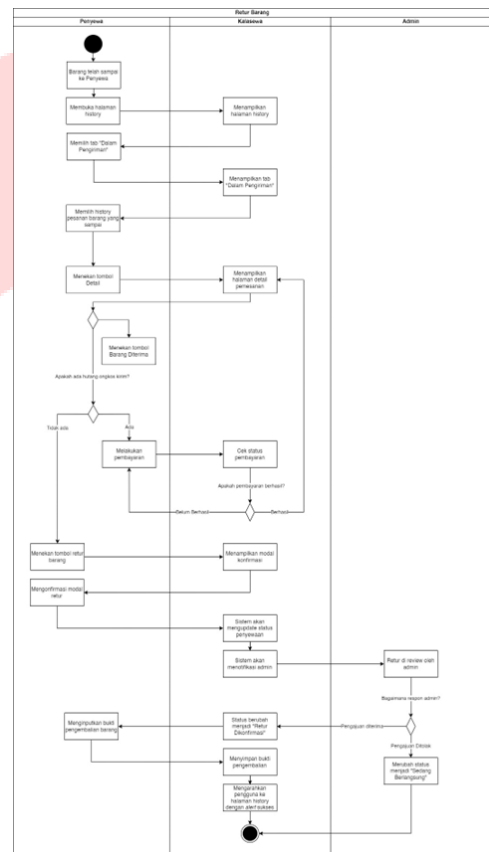 Retur Barang
Penyewa
Kalasewa
Admin
Barang telah sampai
ke Penyewa
Membuka halaman
history
Menampilkan
halaman history
Memilih tab "Dalam
Pengiriman"
Menampilkan tab
"Dalam Pengiriman"
Memilih history
pesanan barang yang
sampai
Menekan tombol
Detail
Menampilkan
halaman detail
pemesanan
Menekan tombol
Barang Diterima
Apakah ada hutang ongkos kirim?
Tidak ada
Ada
Melakukan
pembayaran
Cek status
pembayaran
Apakah pembayaran berhasil?
Belum Berhasil
Berhasil
Menekan tombol retur
barang
Menampilkan modal
konfirmasi
Mengonfirmasi modal
retur
Sistem akan
mengupdate status
penyewaan
Sistem akan
menotifikasi admin
Retur di review oleh
admin
Bagaimana respon admin?
Menginputkan bukti
pengembalian barang
Status berubah
menjadi "Retur
Dikonfirmasi"
Pengajuan diterima
Pengajuan Ditolak
Menyimpan bukti
pengembalian
Merubah status
menjadi "Sedang
Berlangsung"
Mengarahkan
pengguna ke
halaman history
dengan alert sukses